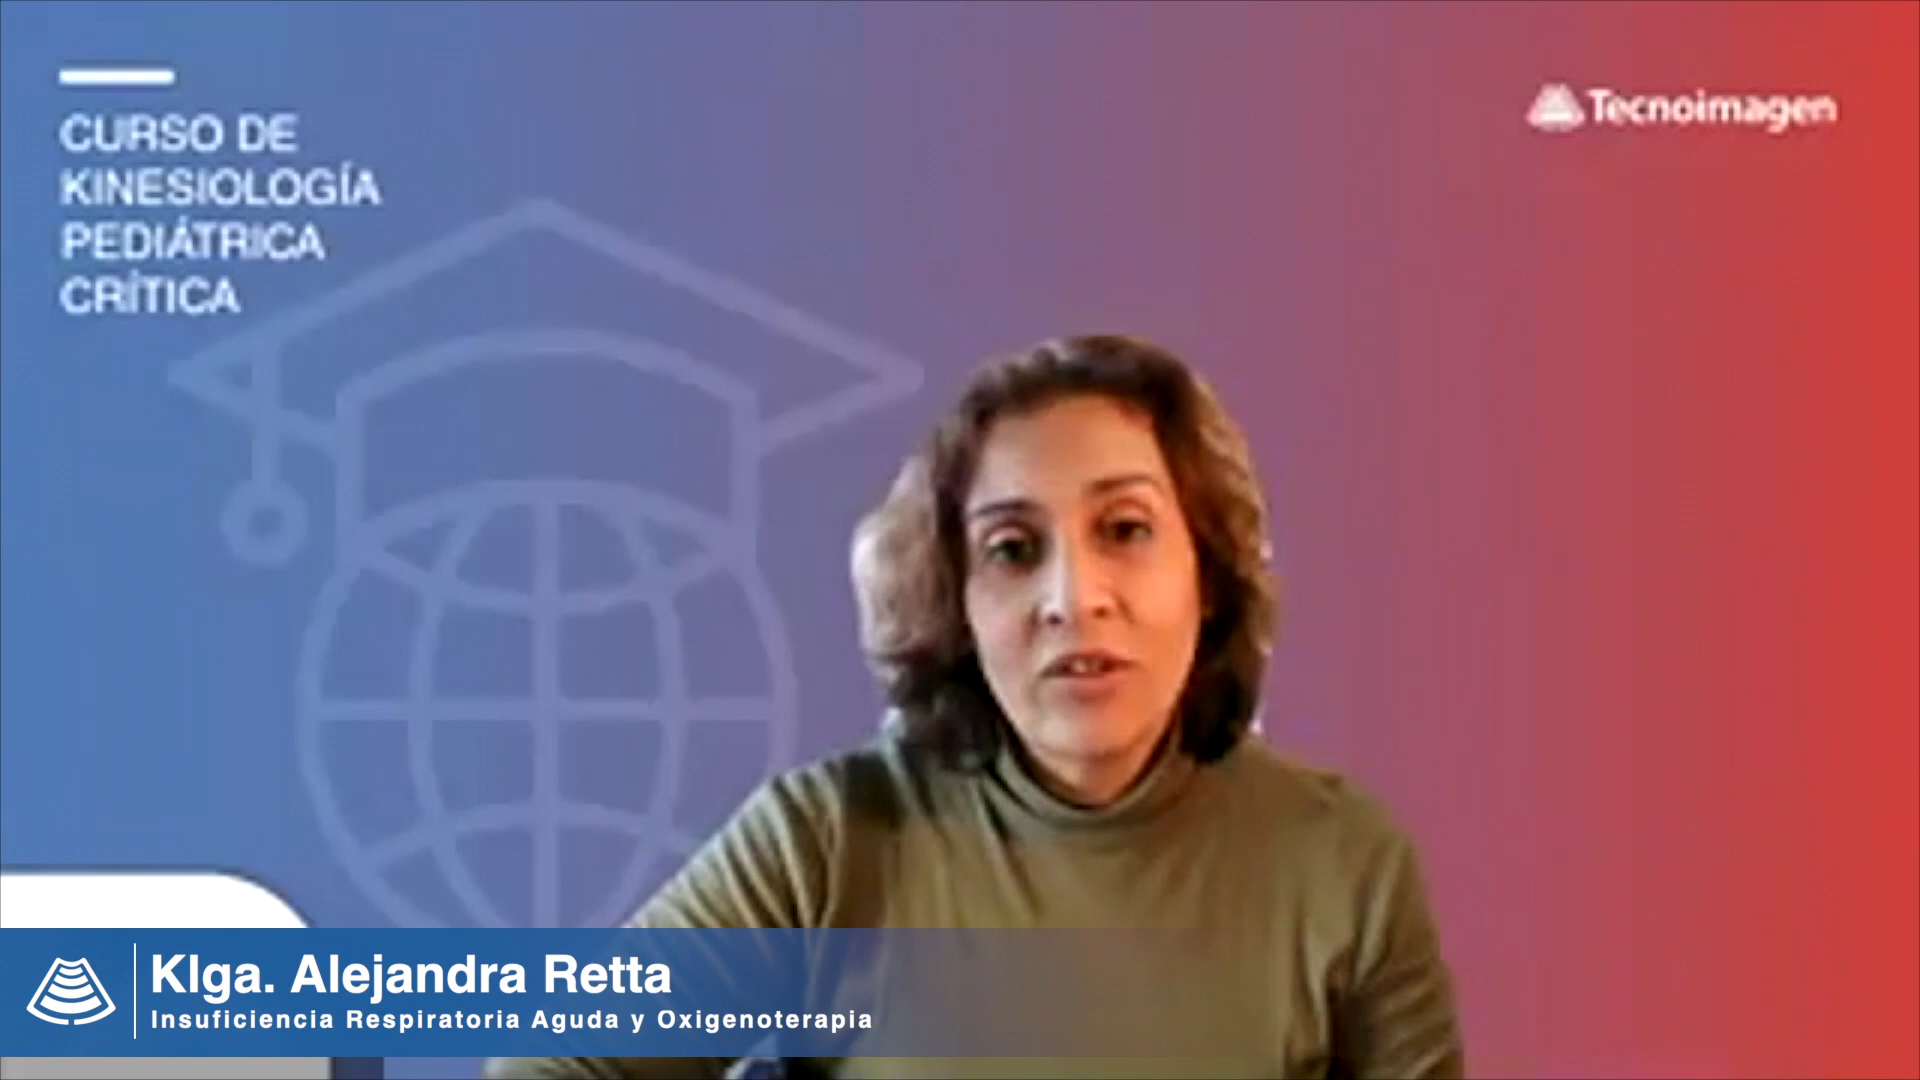 CURSO DE
KINESIOLOGÍA
PEDIÁTRICA
CRÍTICA
Tecnoimagen
Klga. Alejandra Retta
Insuficiencia Respiratoria Aguda y Oxigenoterapia